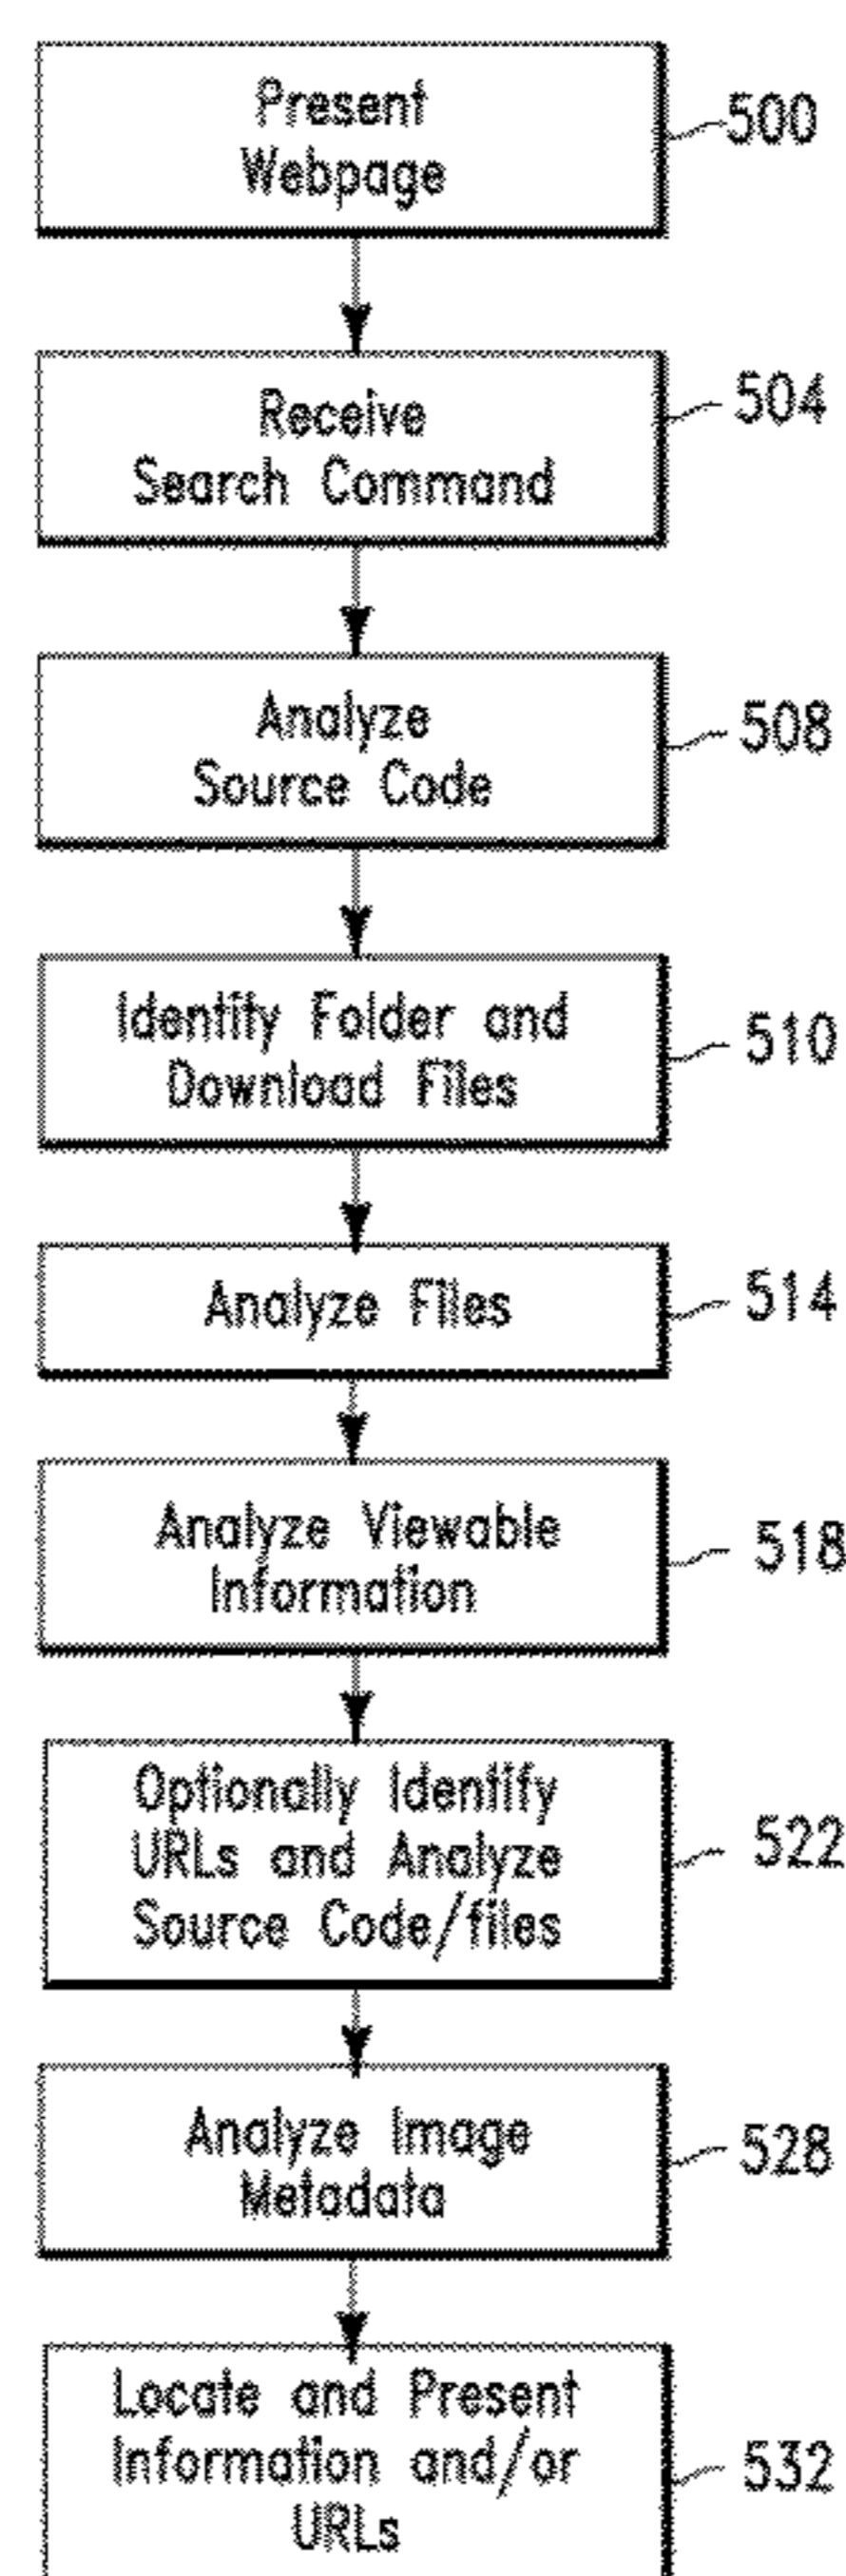 Present
Webpage
500
Receive
Search Command
504
Analyze
Source Code
508
Identify Folder and
Download Files
510
Analyze Files
514
Analyze Viewable
Information
518
Optionally Identify
URLs and Analyze
Source Code/files
522
Analyze Image
Metadata
528
Locate and Present
Information and/or
URLs
532